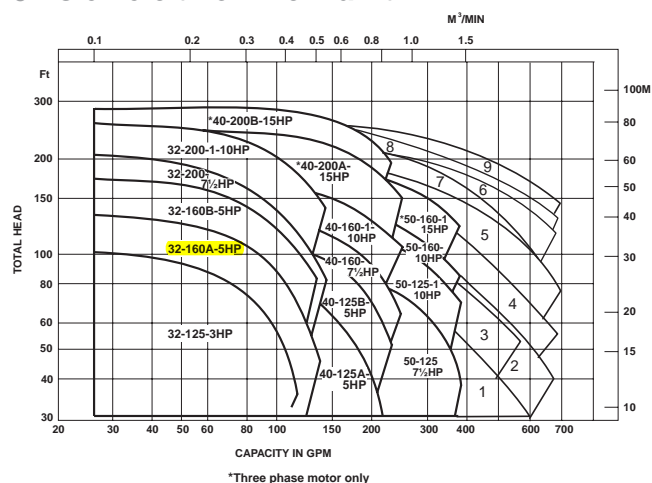 M³/MIN
0.1 0.2 0.3 0.4 0.5 0.6 0.8 1.0 1.5
Ft
300
200
150
100
80
60
50
40
30
TOTAL HEAD
100M
80
60
50
40
30
20
15
10
*40-200B-15HP
32-200-1-10HP
32-200-
7½HP
32-160B-5HP
32-160A-5HP
32-125-3HP
*40-200A-
15HP
40-160-1-
10HP
40-160-
7½HP
40-125B-
5HP
40-125A-
5HP
*50-160-1
15HP
50-160-
10HP
50-125-1
10HP
50-125
7½HP
8
9
7
6
5
4
3
2
1
20 30 40 50 60 80 100 150 200 300 400 500 600 700
CAPACITY IN GPM
*Three phase motor only